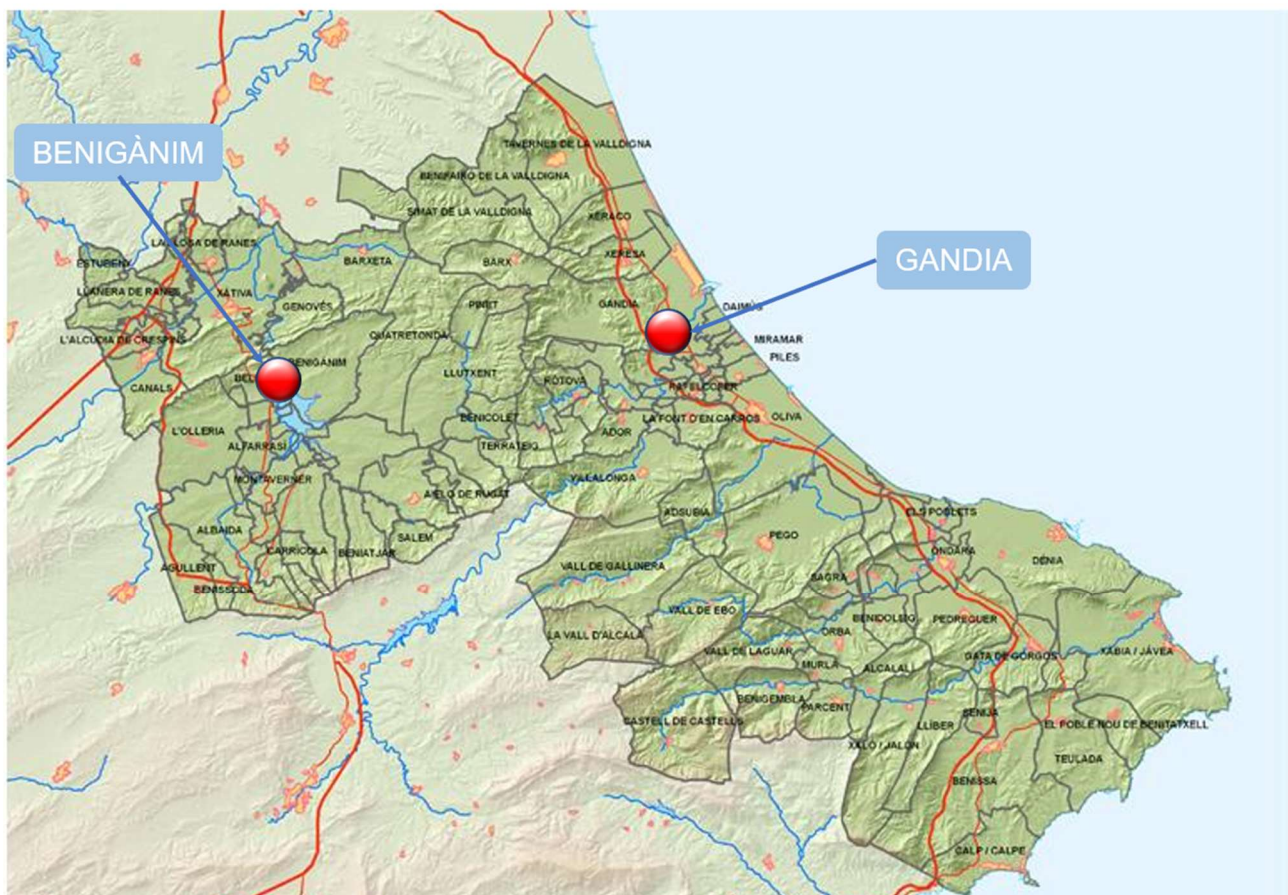 BENIGÀNIM
GANDIA
TAVERNES DE LA VALLDIGNA
BENIFAIRO DE LA VALLDIGNA
SIMAT DE LA VALLDIGNA
XERACO
LA LLOSA DE RANES
ESTUBENY
BARXETA
BARX
XERESA
LLANERA DE RANES
XÀTIVA
GENOVÉS
PINET
GANDIA
DAIMÚS
L'ALCÚDIA DE CRESPINS
QUATRETONDA
MIRAMAR
PILES
BENIGÀNIM
CANALS
LLUTXENT
RÒTOVA
RAFELCOFER
BENICOLET
LA FONT D'EN CARRÒS
OLIVA
L'OLLERIA
ADOR
ALFARRASÍ
TERRATEIG
MONTAVERNER
VILLALONGA
AIELO DE RUGAT
ADSUBIA
ELS POBLETS
ALBAIDA
SALEM
PEGO
CARRÍCOLA
BENIATJAR
ONDARA
DENIA
AGULLENT
VALL DE GALLINERA
SAGRA
BENISSODA
VALL DE EBO
BENIDOLEIG
PEDREGUER
LA VALL D'ALCALÀ
ORBA
VALL DE LAGUAR
GATA DE GORGOS
XÀBIA / JÁVEA
MURLA
ALCALALÍ
BENIGEMBLA
PARCENT
CASTELL DE CASTELLS
LLÍBER
SENIJA
EL POBLE NOU DE BENITATXELL
XALÓ / JALÓN
TEULADA
BENISSA
CALP / CALPE